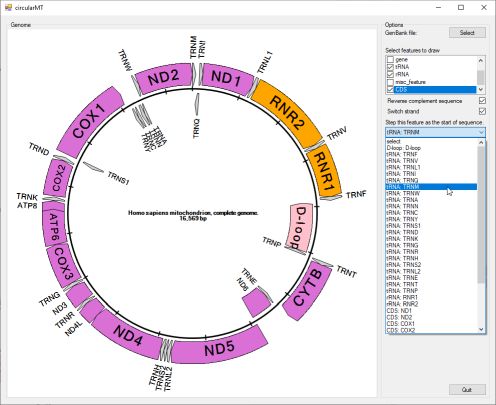 circularMT
Genome
TRNM
TRNI
TRNL1
TRNW
ND2
ND1
RNR2
TRNV
RNR1
TRNF
COX1
TRNQ
TRND
TRNS1
COX2
TRNK
ATP8
ATP6
COX3
Homo sapiens mitochondrion, complete genome.
16,569 bp
D-loop
TRNP
TRNT
CYTB
TRNE
ND6
TRNG
ND3
TRNR
ND4L
ND4
TRNH
TRNS2
TRNL2
ND5
Options
GenBank file:
Select
Select features to draw
gene
tRNA
rRNA
misc_feature
CDS
Reverse complement sequence
Switch strand
Step this feature as the start of sequence:
tRNA: TRNM
select
D-loop: D-loop
tRNA: TRNF
tRNA: TRNV
tRNA: TRNL1
tRNA: TRNI
tRNA: TRNQ
tRNA: TRNM
tRNA: TRNW
tRNA: TRNA
tRNA: TRNN
tRNA: TRNC
tRNA: TRNY
tRNA: TRNS1
tRNA: TRND
tRNA: TRNK
tRNA: TRNG
tRNA: TRNR
tRNA: TRNH
tRNA: TRNS2
tRNA: TRNL2
tRNA: TRNE
tRNA: TRNT
tRNA: TRNP
rRNA: RNR1
rRNA: RNR2
CDS: ND1
CDS: ND2
CDS: COX1
CDS: COX2
Quit